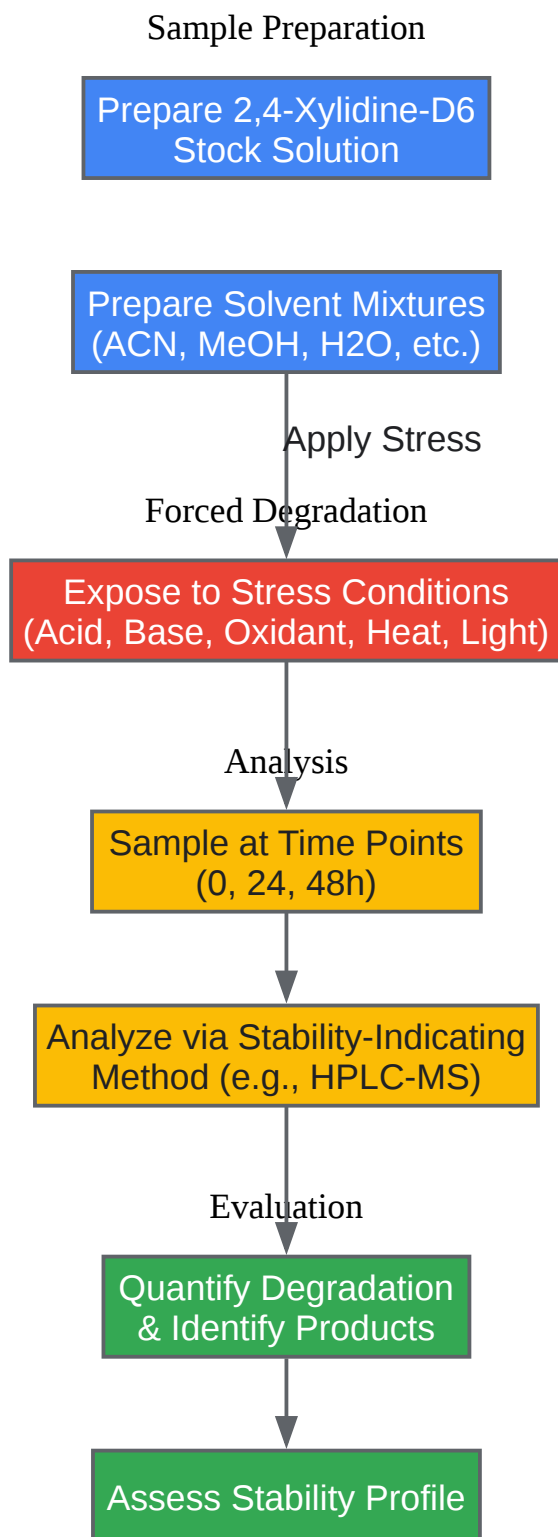 Sample Preparation
Prepare 2,4-Xylidine-D6
Stock Solution
Prepare Solvent Mixtures
(ACN, MeOH, H2O, etc.)
Apply Stress
Forced Degradation
Expose to Stress Conditions
(Acid, Base, Oxidant, Heat, Light)
Analysis
Sample at Time Points
(0, 24, 48h)
Analyze via Stability-Indicating
Method (e.g., HPLC-MS)
Evaluation
Quantify Degradation
& Identify Products
Assess Stability Profile